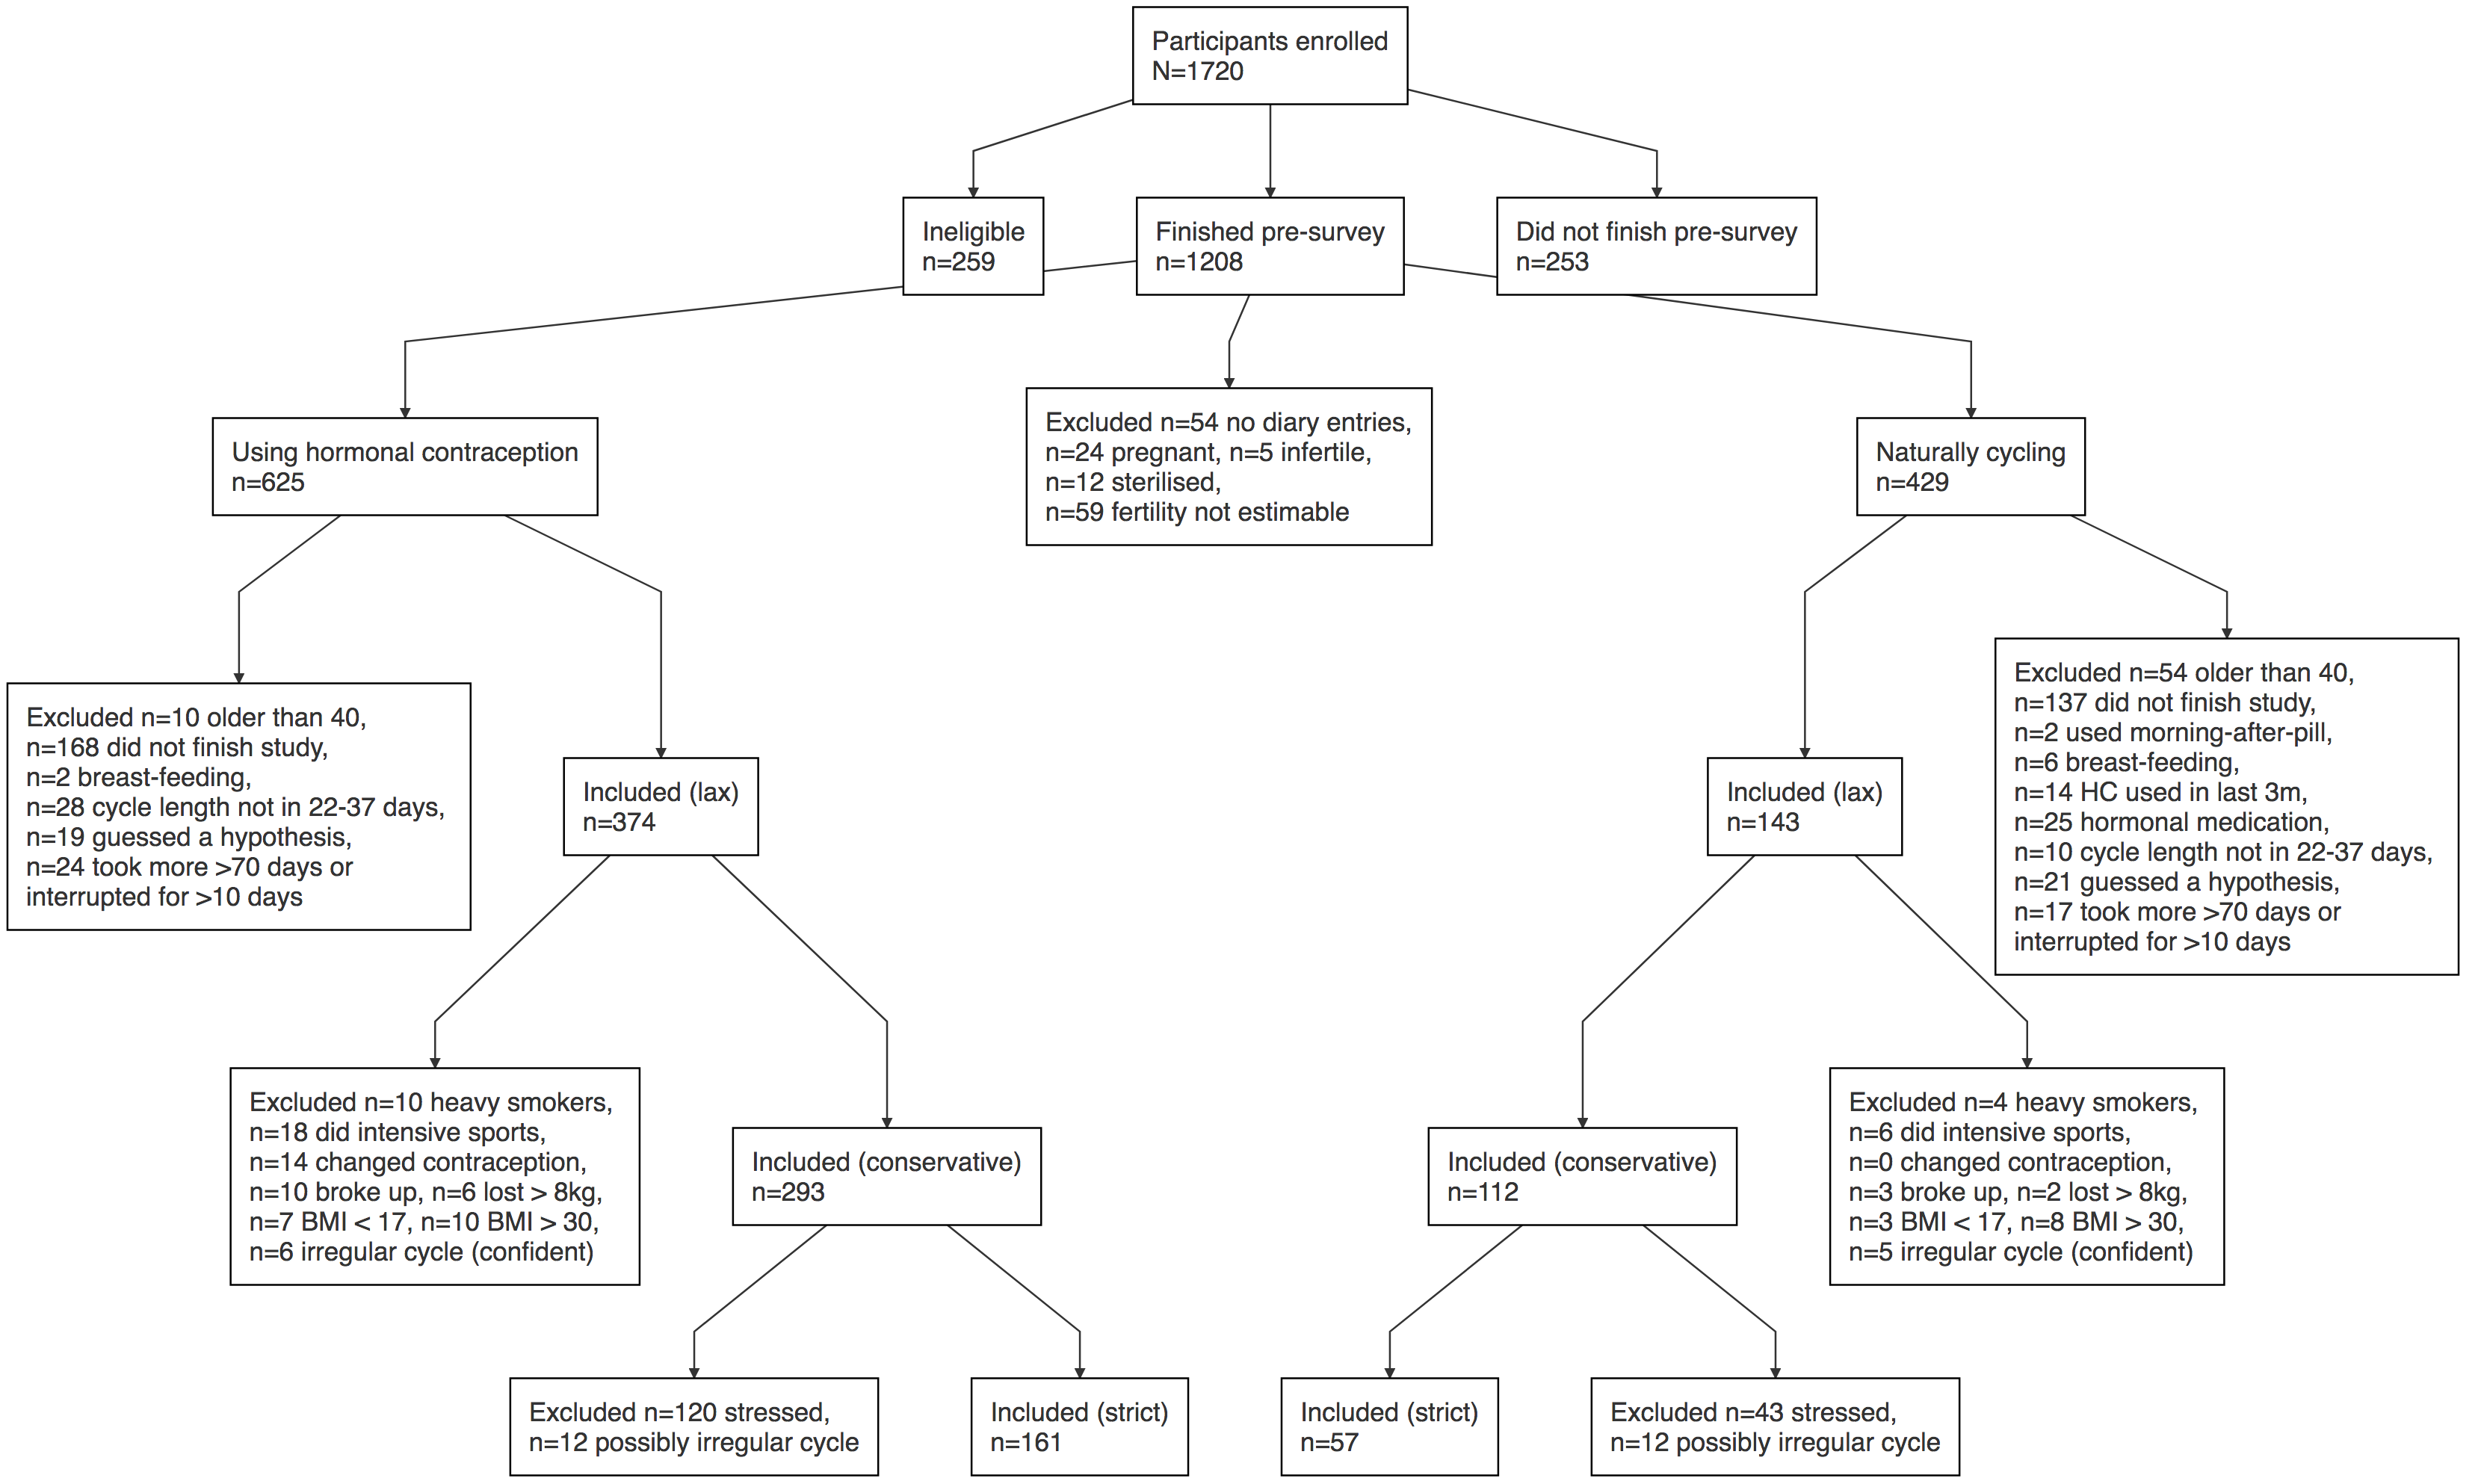 Participants enrolled
N=1720
Ineligible
n=259
Finished pre-survey
n=1208
Did not finish pre-survey
n=253
Using hormonal contraception
n=625
Excluded n=54 no diary entries,
n=24 pregnant, n=5 infertile,
n=12 sterilised,
n=59 fertility not estimable
Naturally cycling
n=429
Excluded n=10 older than 40,
n=168 did not finish study,
n=2 breast-feeding,
n=28 cycle length not in 22-37 days,
n=19 guessed a hypothesis,
n=24 took more >70 days or
interrupted for >10 days
Included (lax)
n=374
Included (lax)
n=143
Excluded n=54 older than 40,
n=137 did not finish study,
n=2 used morning-after-pill,
n=6 breast-feeding,
n=14 HC used in last 3m,
n=25 hormonal medication,
n=10 cycle length not in 22-37 days,
n=21 guessed a hypothesis,
n=17 took more >70 days or
interrupted for >10 days
Excluded n=10 heavy smokers,
n=18 did intensive sports,
n=14 changed contraception,
n=10 broke up, n=6 lost > 8kg,
n=7 BMI < 17, n=10 BMI > 30,
n=6 irregular cycle (confident)
Included (conservative)
n=293
Included (conservative)
n=112
Excluded n=4 heavy smokers,
n=6 did intensive sports,
n=0 changed contraception,
n=3 broke up, n=2 lost > 8kg,
n=3 BMI < 17, n=8 BMI > 30,
n=5 irregular cycle (confident)
Excluded n=120 stressed,
n=12 possibly irregular cycle
Included (strict)
n=161
Included (strict)
n=57
Excluded n=43 stressed,
n=12 possibly irregular cycle